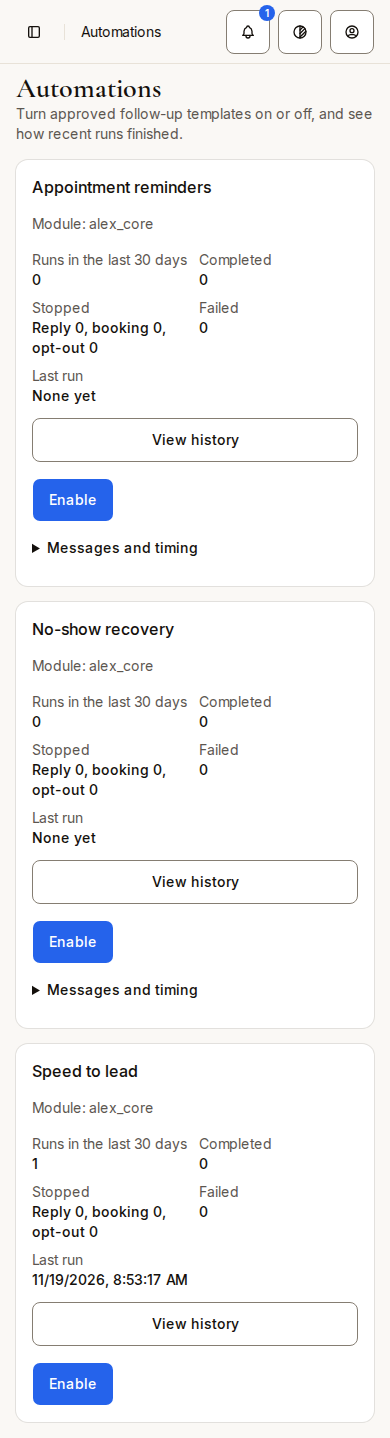 Automations
1
Automations
Turn approved follow-up templates on or off, and see
how recent runs finished.
Appointment reminders
Module: alex_core
Runs in the last 30 days
0
Completed
0
Stopped
Reply 0, booking 0,
opt-out 0
Failed
0
Last run
None yet
View history
Enable
Messages and timing
No-show recovery
Module: alex_core
Runs in the last 30 days
0
Completed
0
Stopped
Reply 0, booking 0,
opt-out 0
Failed
0
Last run
None yet
View history
Enable
Messages and timing
Speed to lead
Module: alex_core
Runs in the last 30 days
1
Completed
0
Stopped
Reply 0, booking 0,
opt-out 0
Failed
0
Last run
11/19/2026, 8:53:17 AM
View history
Enable